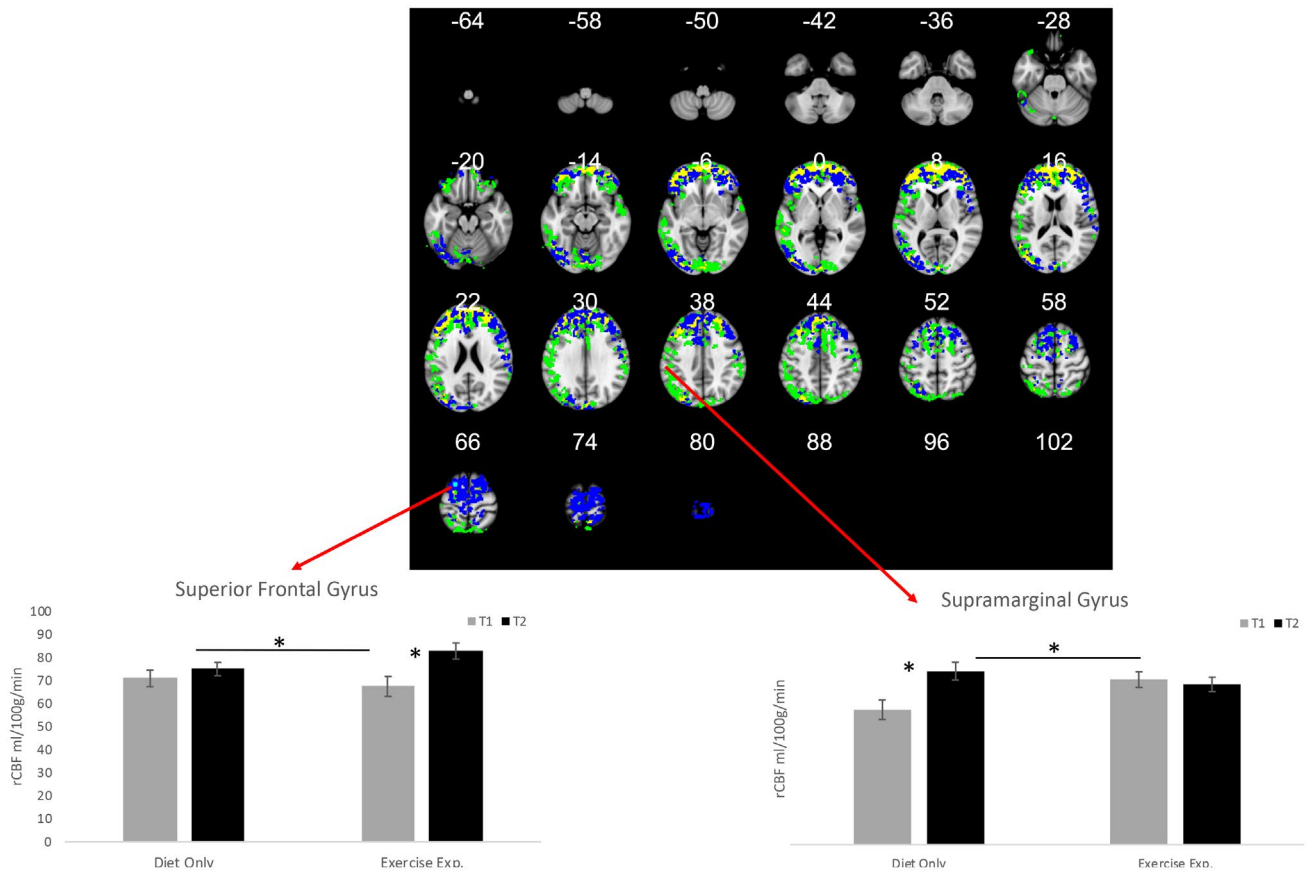 -64 -58 -50 -42 -36 -28
-20 -14 -6 0 8 16
22 30 38 44 52 58
66 74 80 88 96 102
Superior Frontal Gyrus
T1 T2
100
90
80
70
60
50
40
30
20
10
0
rCBF ml/100g/min
* *
Diet Only Exercise Exp.
Supramarginal Gyrus
T1 T2
rCBF ml/100g/min
* *
Diet Only Exercise Exp.